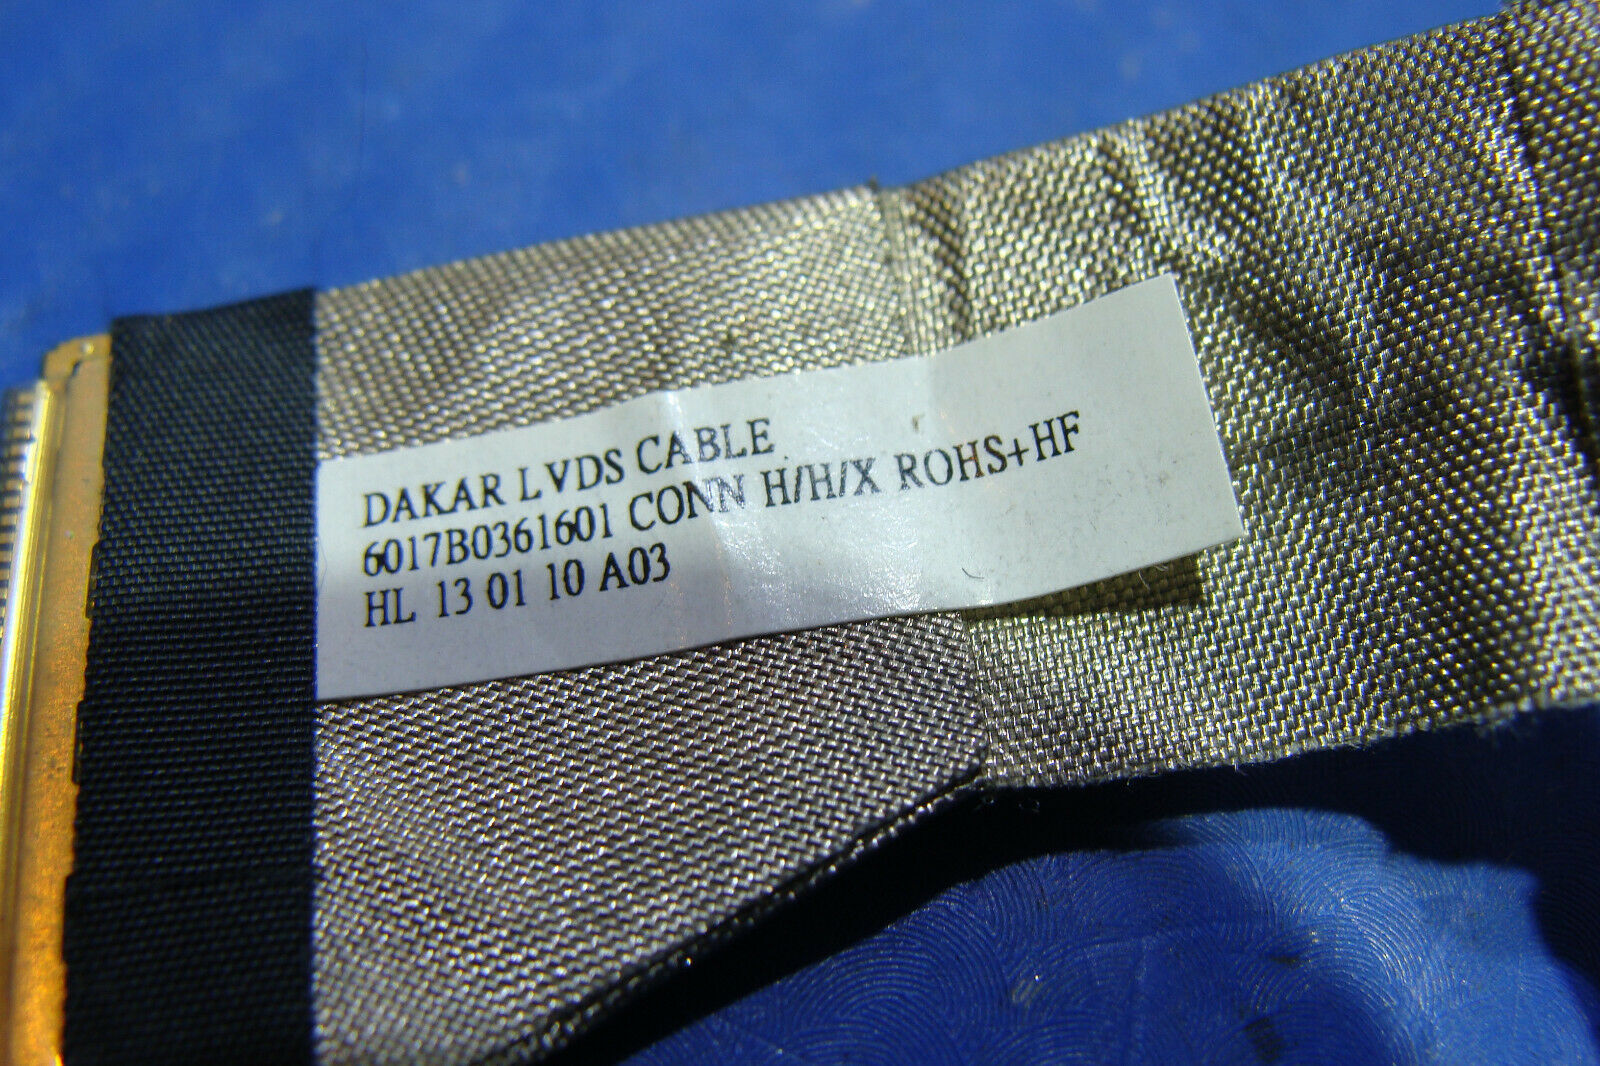 DAKAR LVDS CABLE
6017B0361601 CONN H/H/X ROHS+HF
HL 13 01 10 A03